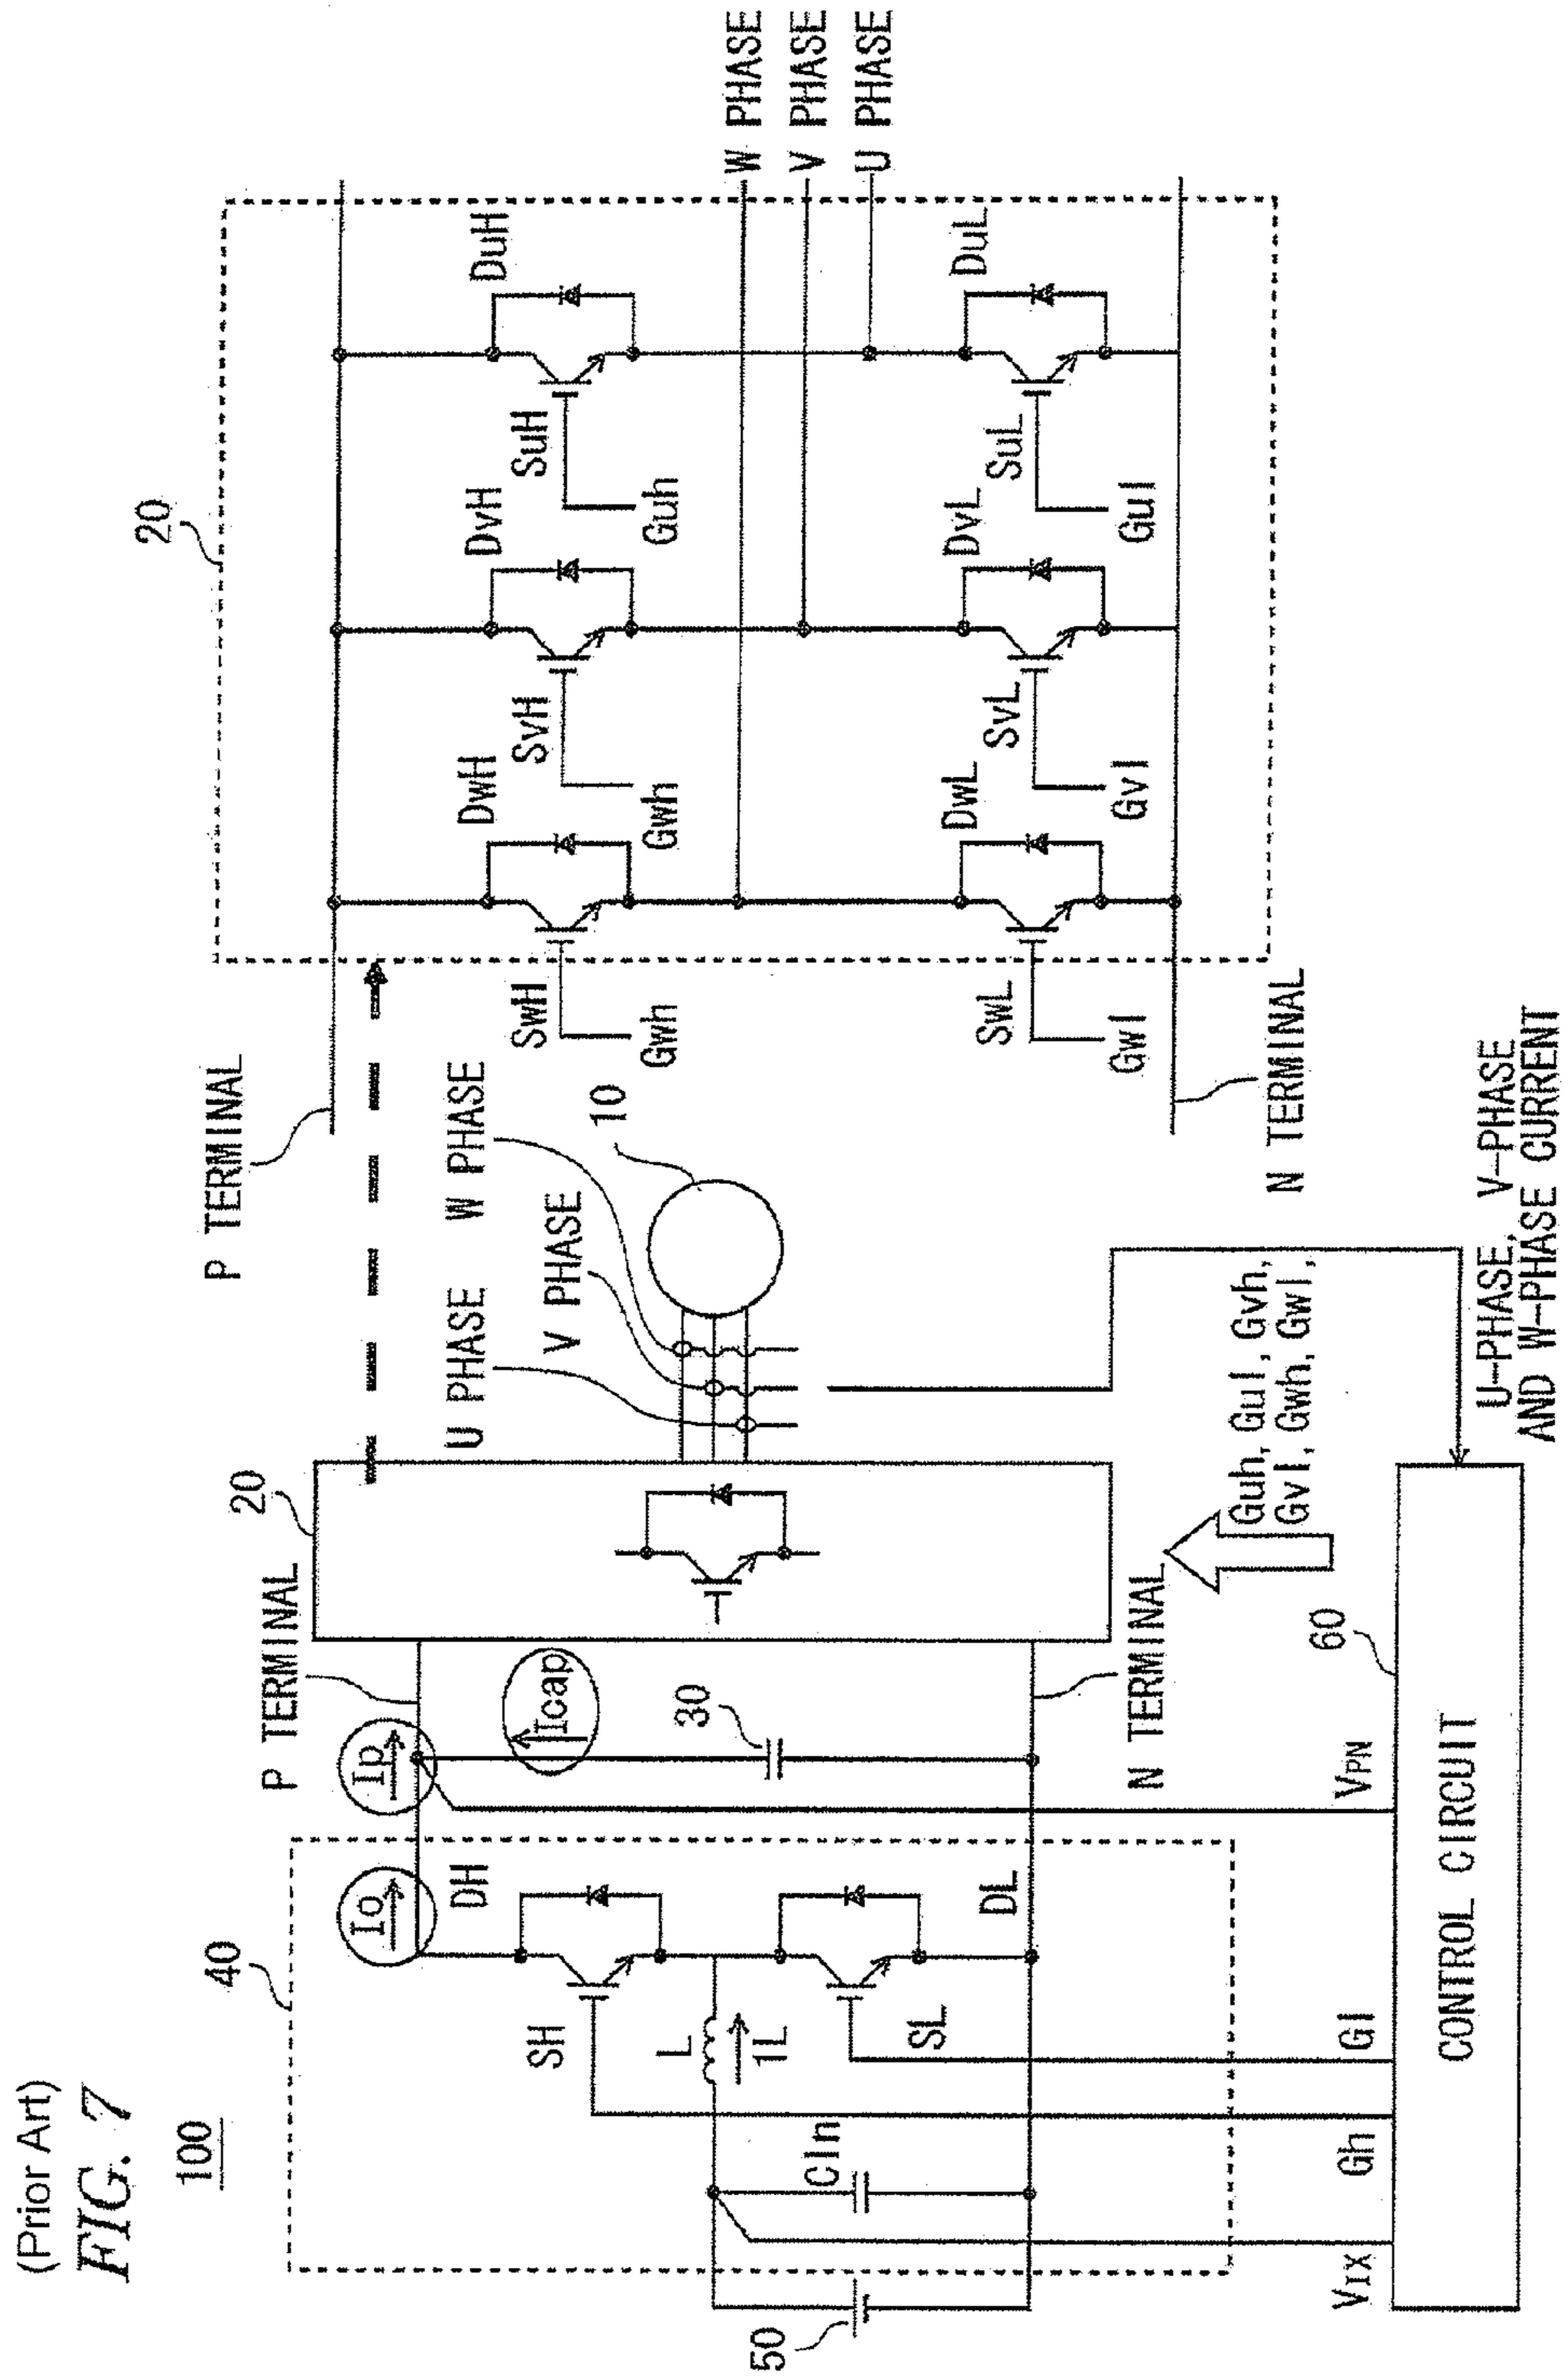 (Prior Art)
FIG. 7
100
40
Io
DH
SH
L
1L
SL
DL
CIn
50
VIX
Gh
Gl
VPN
60
CONTROL CIRCUIT
P TERMINAL
Ip
Icap
30
N TERMINAL
20
U PHASE
V PHASE
W PHASE
10
Guh, Gul, Gvh,
Gvl, Gwh, Gwl,
U-PHASE, V-PHASE
AND W-PHASE CURRENT
P TERMINAL
20
DwH
DvH
DuH
SwH
SvH
SuH
Gwh
Gwh
Guh
W PHASE
V PHASE
U PHASE
DwL
DvL
DuL
SwL
SvL
SuL
Gwl
Gvl
Gul
N TERMINAL